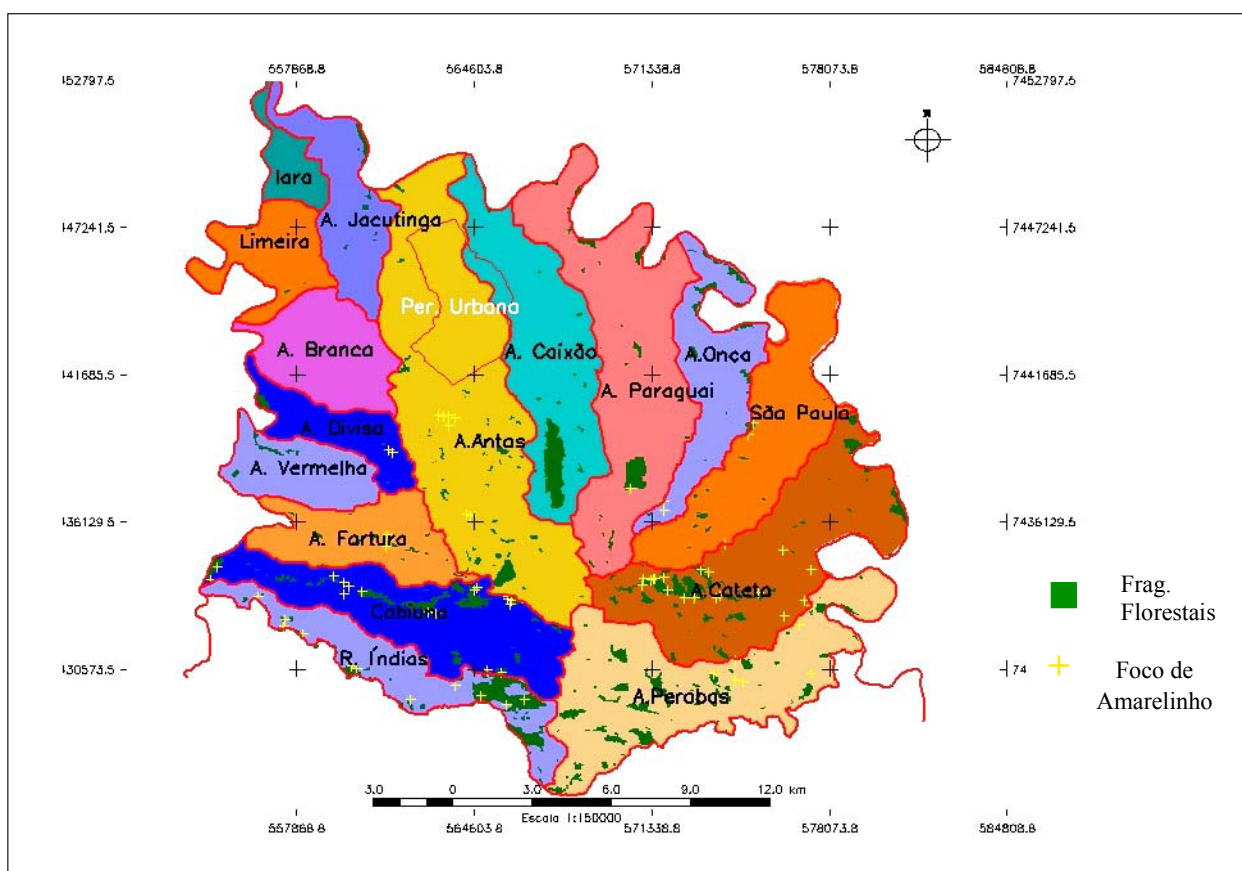 557868.8 564603.8 571338.8 578073.8 584808.8
452797.5 7452797.5
N
Iara
A. Jacutinga
447241.5 7447241.5
Limeira
Per. Urbana
A. Branca
A. Caixão
A.Onça
441685.5 7441685.5
A. Paraguai
São Paula
A. Divisa
A.Antas
A. Vermelha
436129.5 7436129.5
A. Fartura
A.Cateto
Frag.
Florestais
Cabiuna
R. Índias
430573.5 74
Foco de
Amarelinho
A.Perabas
3.0 0 3.0 6.0 9.0 12.0 km
Escala 1:150000
557868.8 564603.8 571338.8 578073.8 584808.8